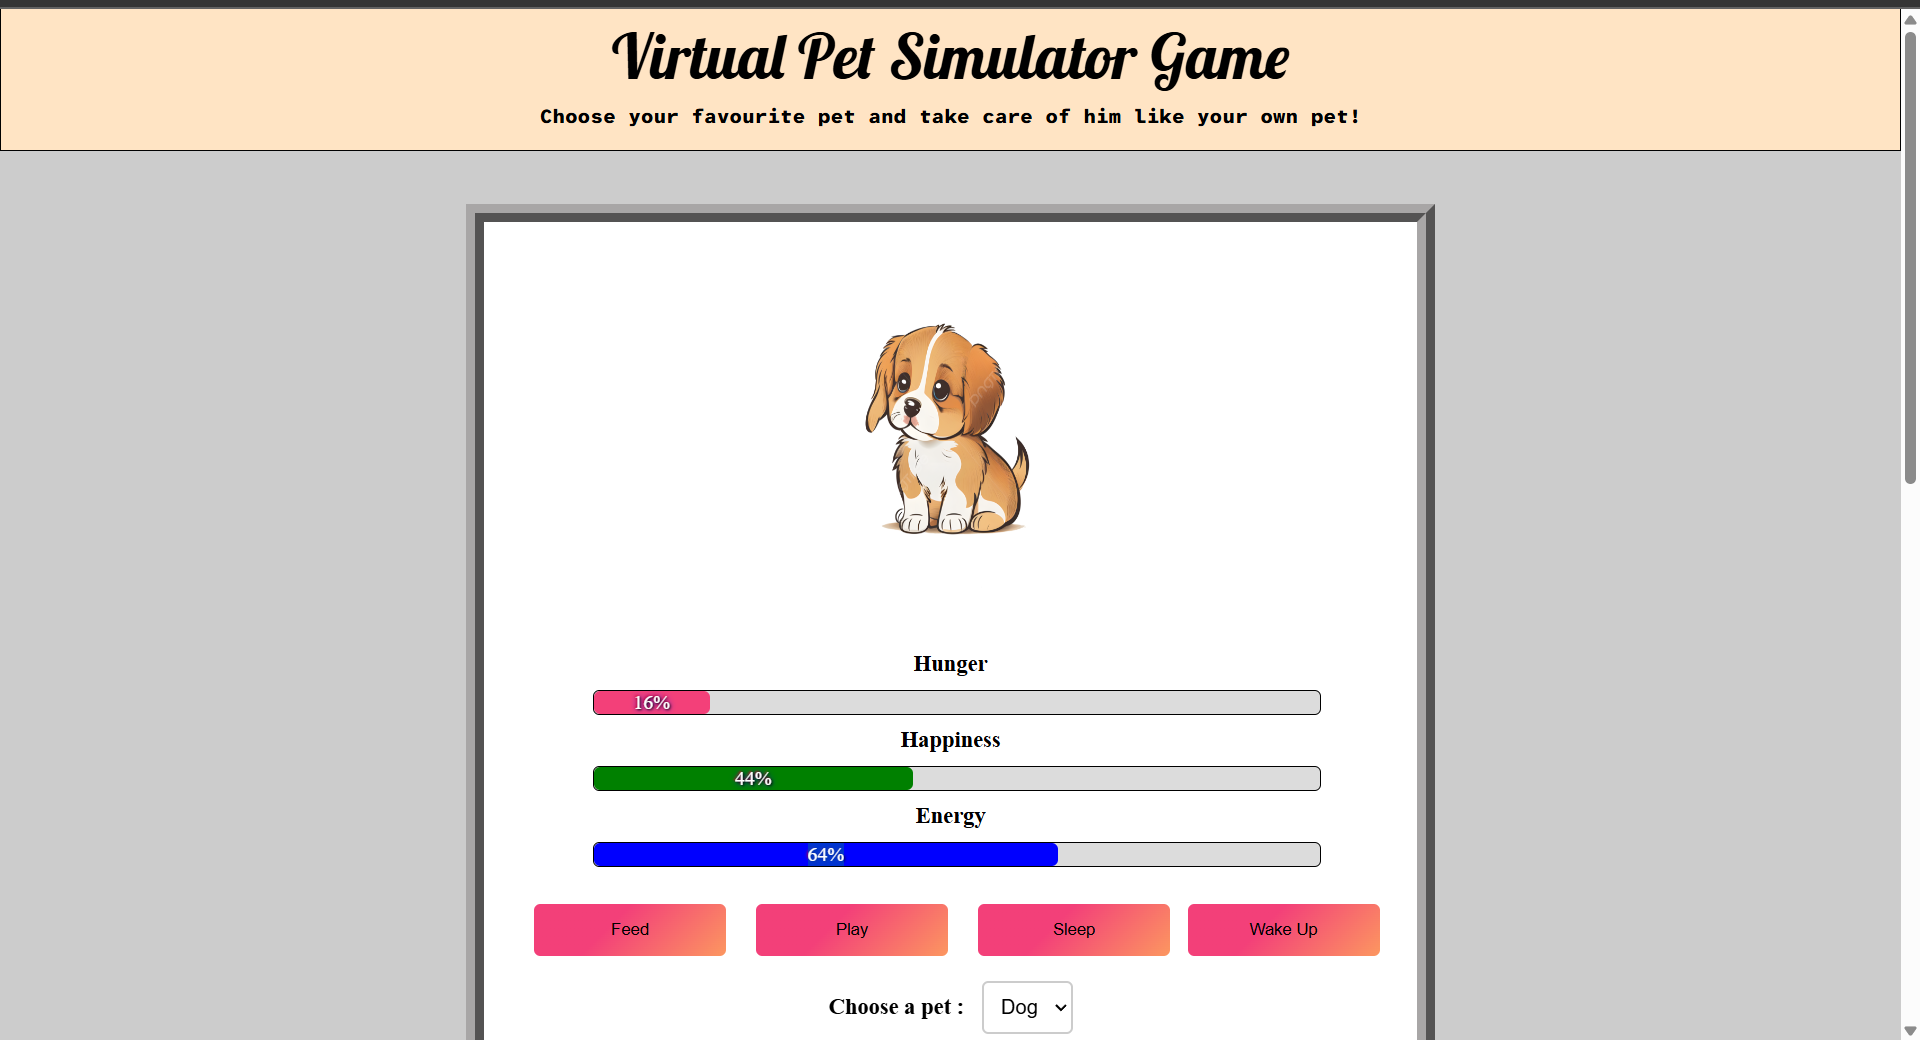 Virtual Pet Simulator Game
Choose your favourite pet and take care of him like your own pet!
Hunger
16%
Happiness
44%
Energy
64%
Feed Play Sleep Wake Up
Choose a pet : Dog